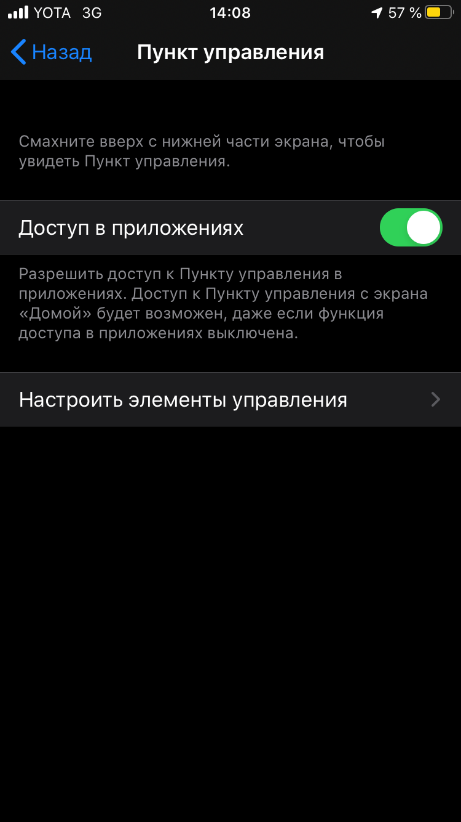 YOTA 3G 14:08 57 %
Назад Пункт управления
Смахните вверх с нижней части экрана, чтобы
увидеть Пункт управления.
Доступ в приложениях
Разрешить доступ к Пункту управления в
приложениях. Доступ к Пункту управления с экрана
«Домой» будет возможен, даже если функция
доступа в приложениях выключена.
Настроить элементы управления